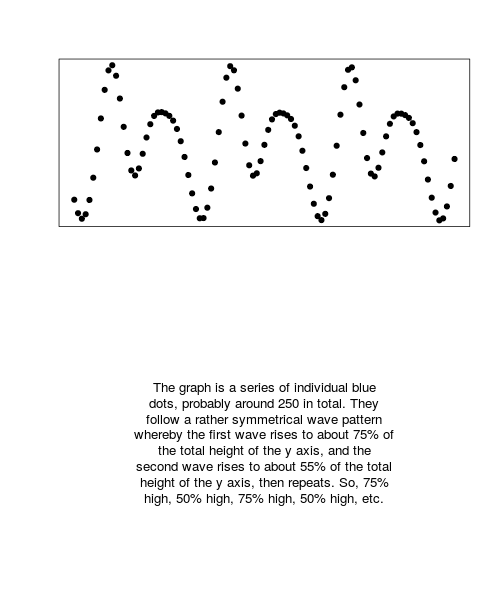 The graph is a series of individual blue
dots, probably around 250 in total. They
follow a rather symmetrical wave pattern
whereby the first wave rises to about 75% of
the total height of the y axis, and the
second wave rises to about 55% of the total
height of the y axis, then repeats. So, 75%
high, 50% high, 75% high, 50% high, etc.